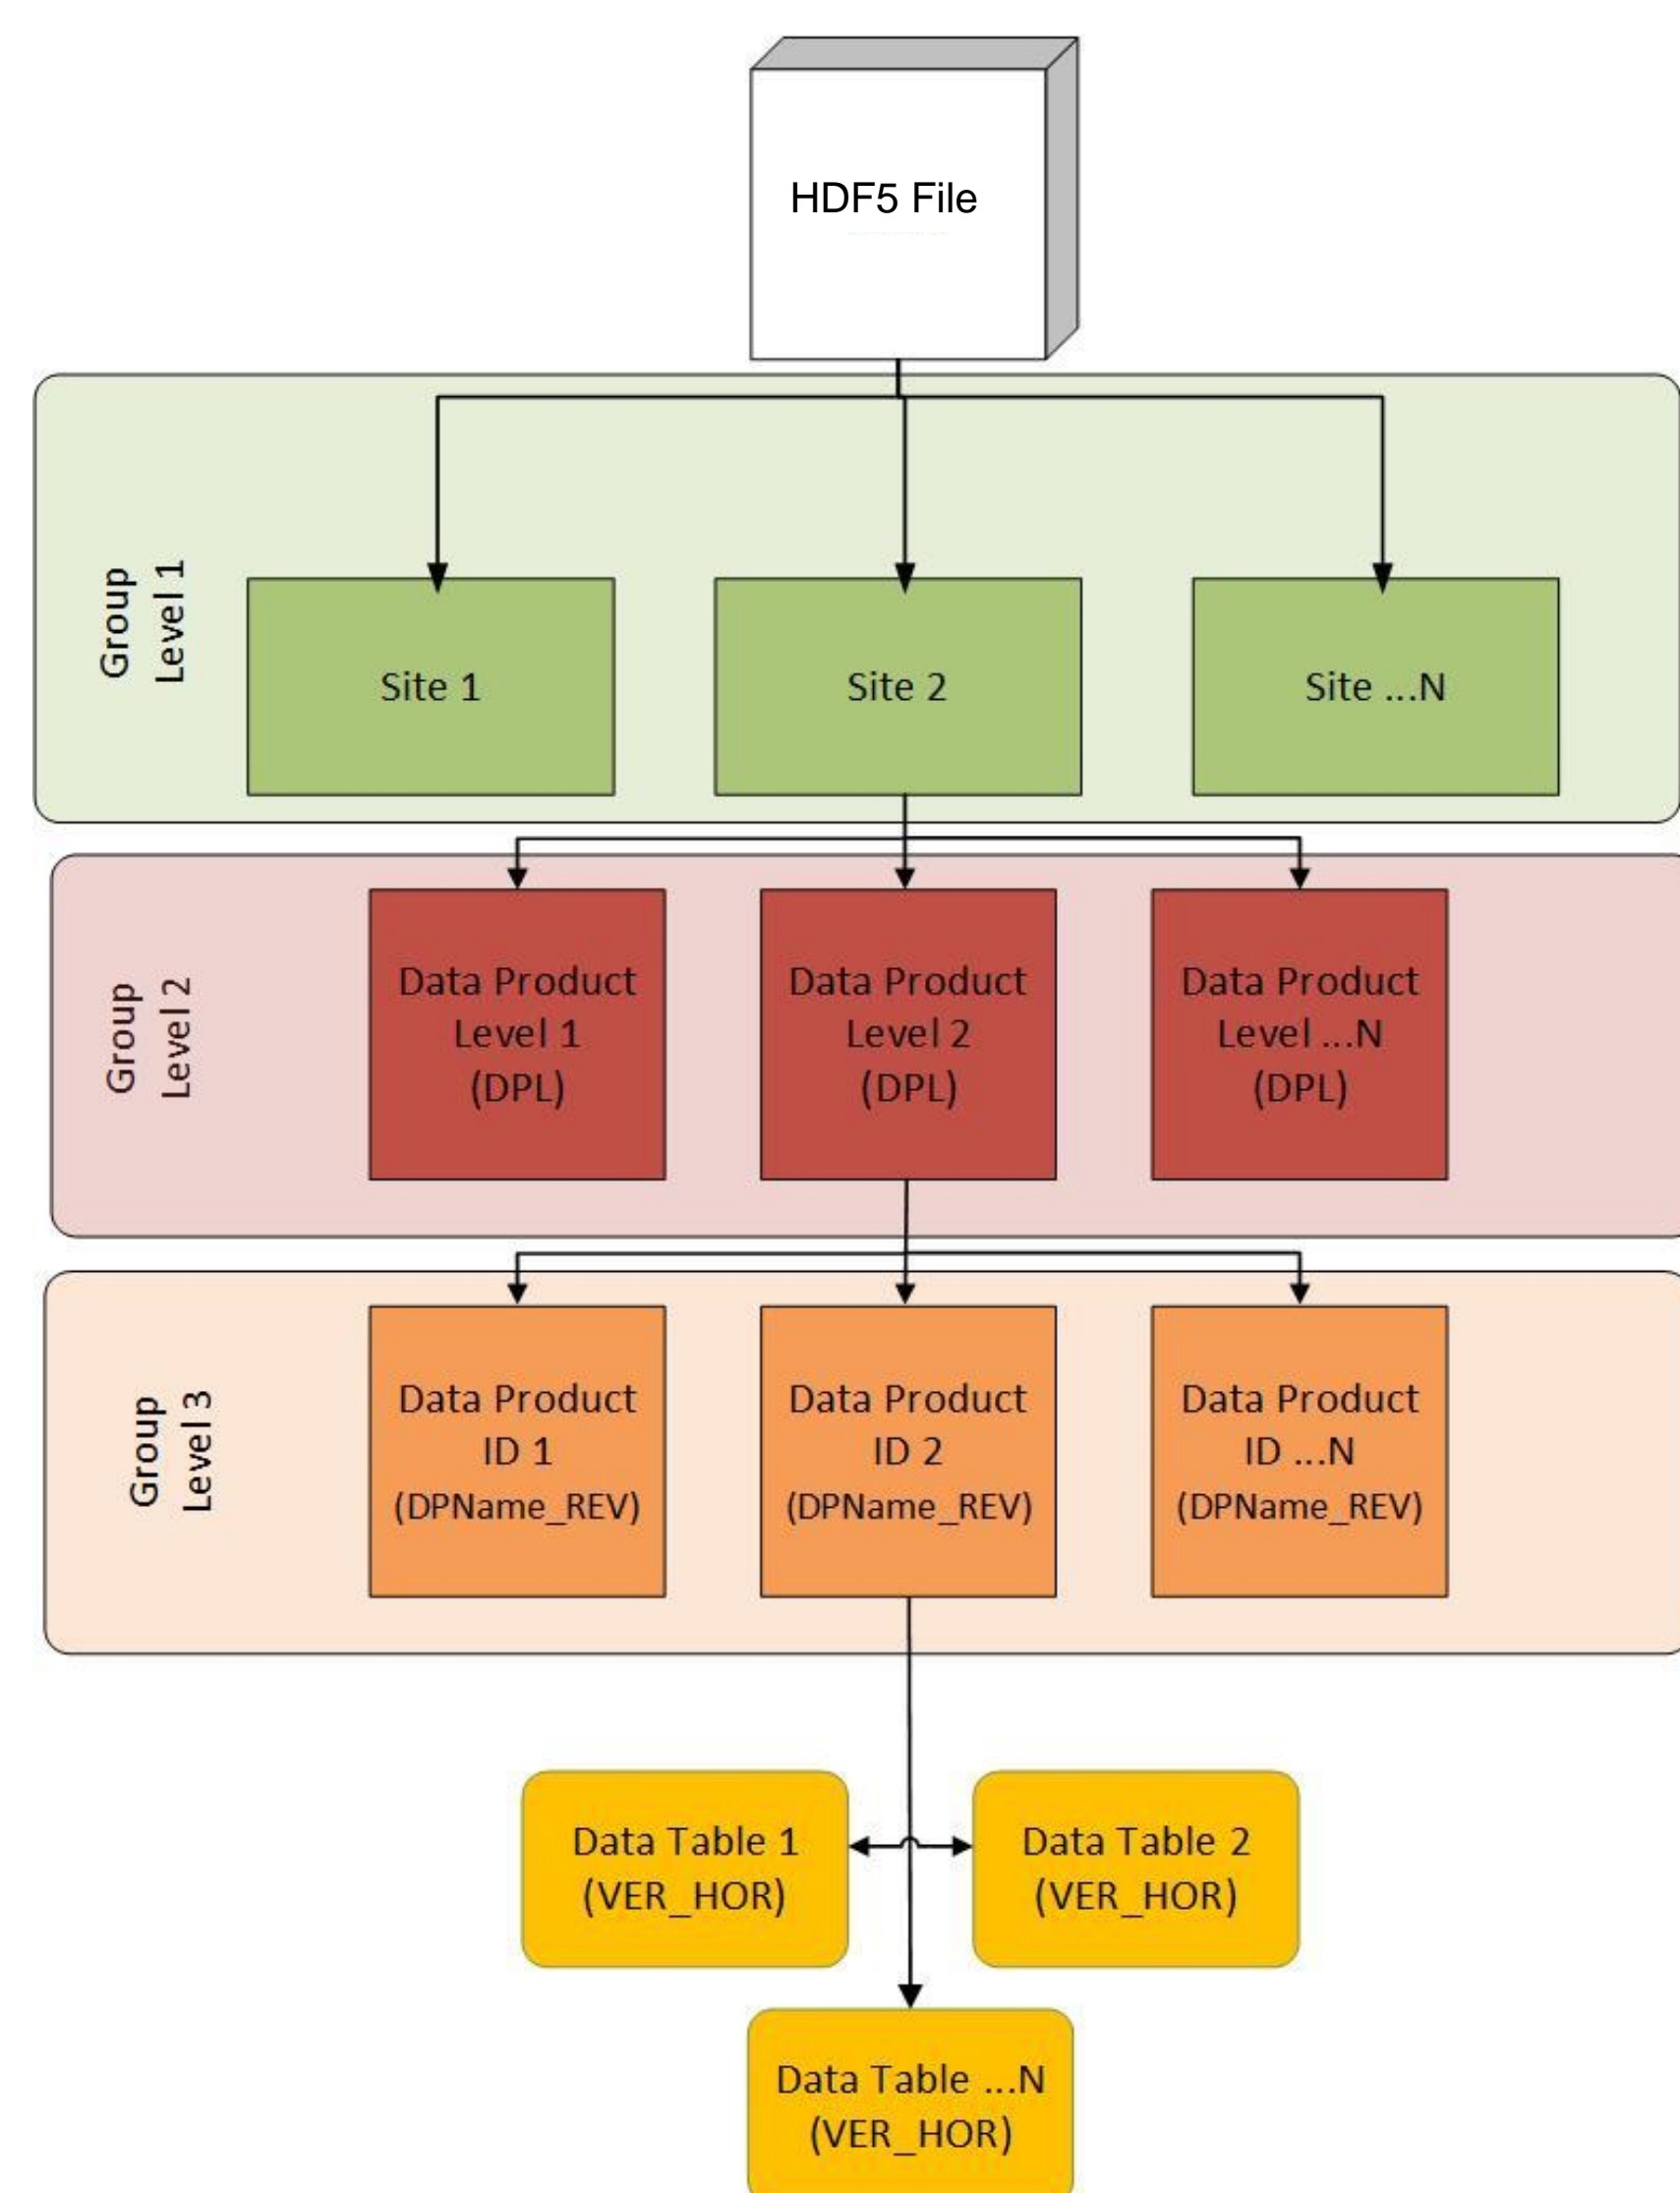 HDF5 File
Group
Level 1
Site 1
Site 2
Site ...N
Group
Level 2
Data Product
Level 1
(DPL)
Data Product
Level 2
(DPL)
Data Product
Level ...N
(DPL)
Group
Level 3
Data Product
ID 1
(DPName_REV)
Data Product
ID 2
(DPName_REV)
Data Product
ID ...N
(DPName_REV)
Data Table 1
(VER_HOR)
Data Table 2
(VER_HOR)
Data Table ...N
(VER_HOR)